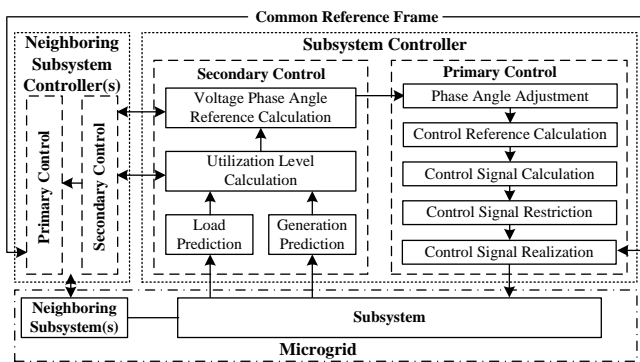 Common Reference Frame
Neighboring
Subsystem
Controller(s)
Primary Control
Secondary Control
Subsystem Controller
Secondary Control
Voltage Phase Angle
Reference Calculation
Utilization Level
Calculation
Load
Prediction
Generation
Prediction
Primary Control
Phase Angle Adjustment
Control Reference Calculation
Control Signal Calculation
Control Signal Restriction
Control Signal Realization
Neighboring
Subsystem(s)
Subsystem
Microgrid